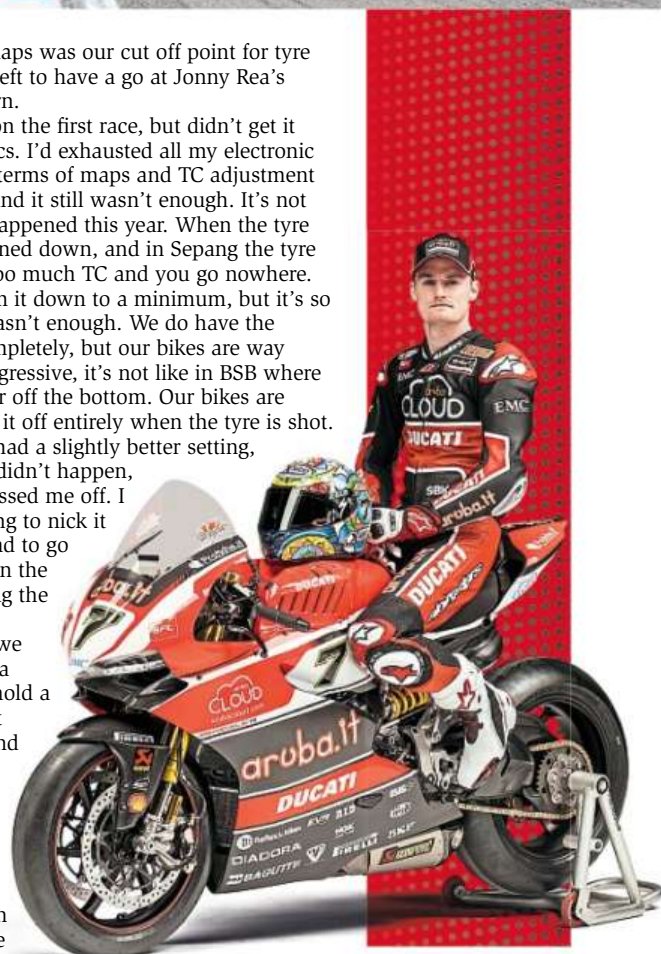 aps was our cut off point for tyre
eft to have a go at Jonny Rea's
rn.
on the first race, but didn't get it
cs. I'd exhausted all my electronic
terms of maps and TC adjustment
nd it still wasn't enough. It's not
appened this year. When the tyre
ned down, and in Sepang the tyre
oo much TC and you go nowhere.
n it down to a minimum, but it's so
asn't enough. We do have the
mpletely, but our bikes are way
gressive, it's not like in BSB where
r off the bottom. Our bikes are
it off entirely when the tyre is shot.
had a slightly better setting,
didn't happen,
ssed me off. I
ng to nick it
nd to go
n the
g the
we
a
hold a
t
nd
n
e
CLOUD
EMC
DUCATI
SBK
aruba.it
DUCATI
DUCATI
7
7
CLOUD
aruba.it
DUCATI
DIADORA
PIRELLI
SKF
BAGUTTI